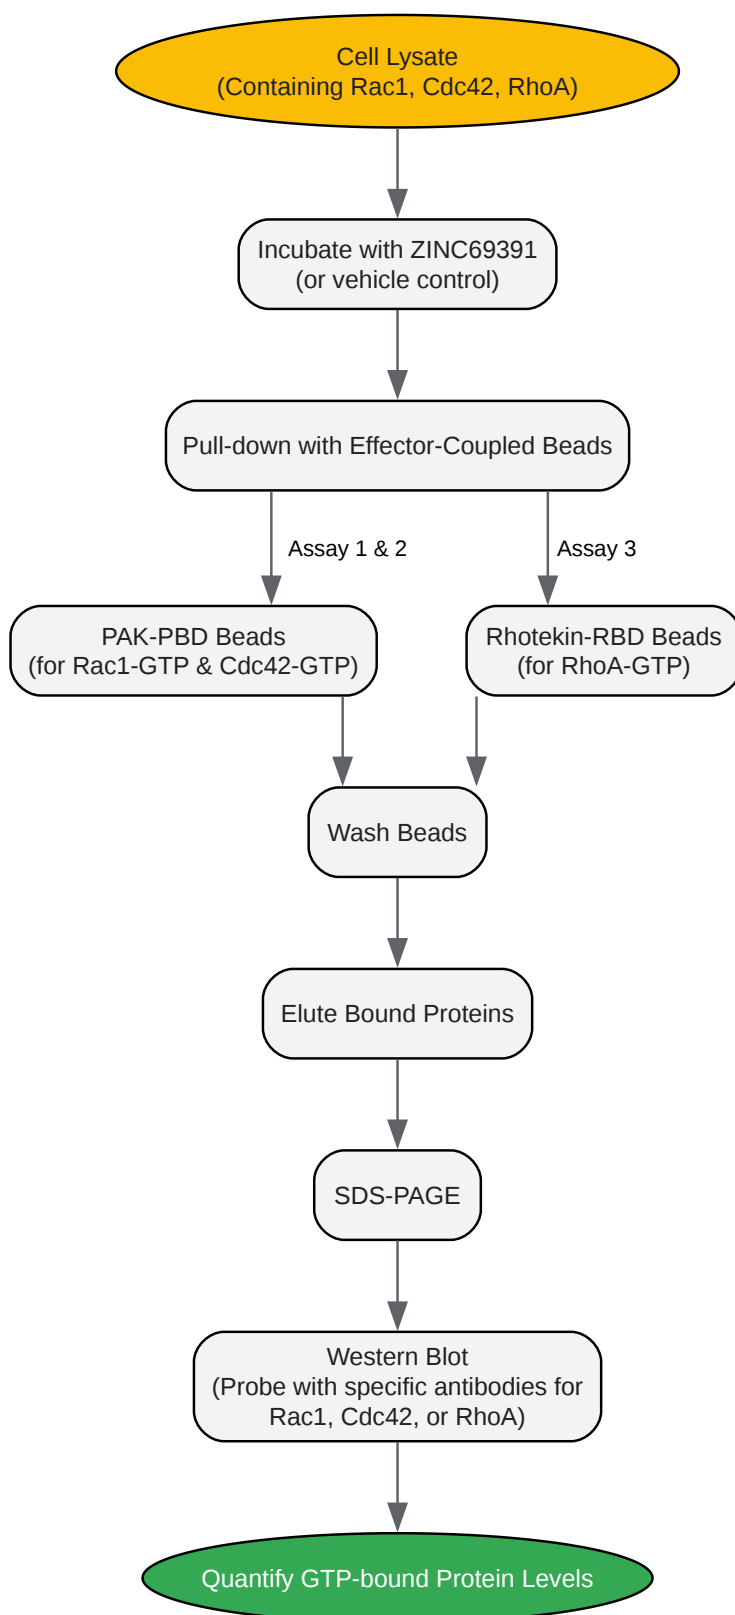 Cell Lysate
(Containing Rac1, Cdc42, RhoA)
Incubate with ZINC69391
(or vehicle control)
Pull-down with Effector-Coupled Beads
Assay 1 & 2
Assay 3
PAK-PBD Beads
(for Rac1-GTP & Cdc42-GTP)
Rhotekin-RBD Beads
(for RhoA-GTP)
Wash Beads
Elute Bound Proteins
SDS-PAGE
Western Blot
(Probe with specific antibodies for
Rac1, Cdc42, or RhoA)
Quantify GTP-bound Protein Levels